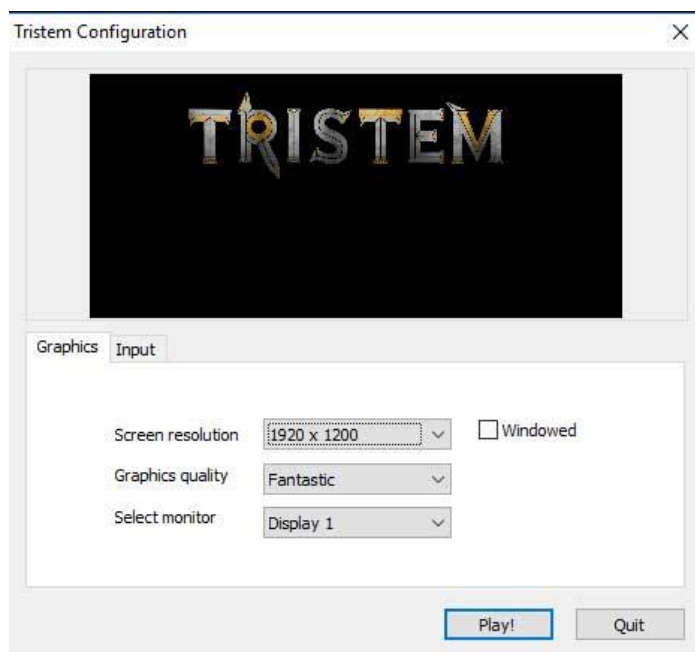 Tristem Configuration
TRISTEM
Graphics Input
Screen resolution 1920 x 1200 Windowed
Graphics quality Fantastic
Select monitor Display 1
Play! Quit